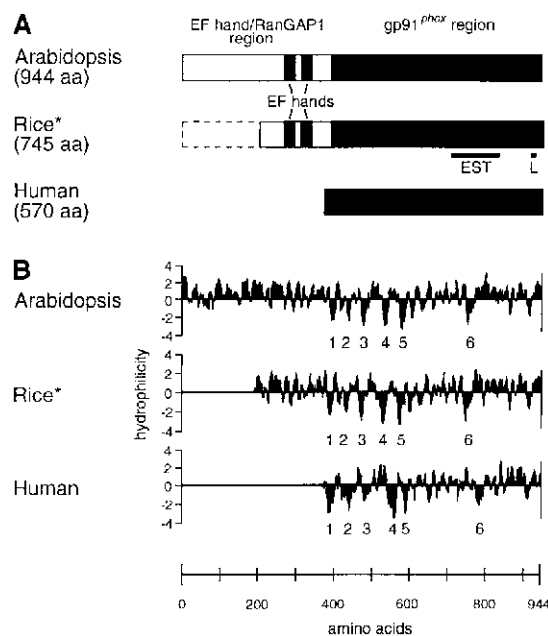 A
EF hand/RanGAP1
region
gp91phox region
Arabidopsis
(944 aa)
EF hands
Rice*
(745 aa)
EST
L
Human
(570 aa)
B
Arabidopsis
4
2
0
-2
-4
1 2 3 4 5 6
hydrophilicity
Rice*
4
2
0
-2
-4
1 2 3 4 5 6
Human
4
2
0
-2
-4
1 2 3 4 5 6
0 200 400 600 800 944
amino acids